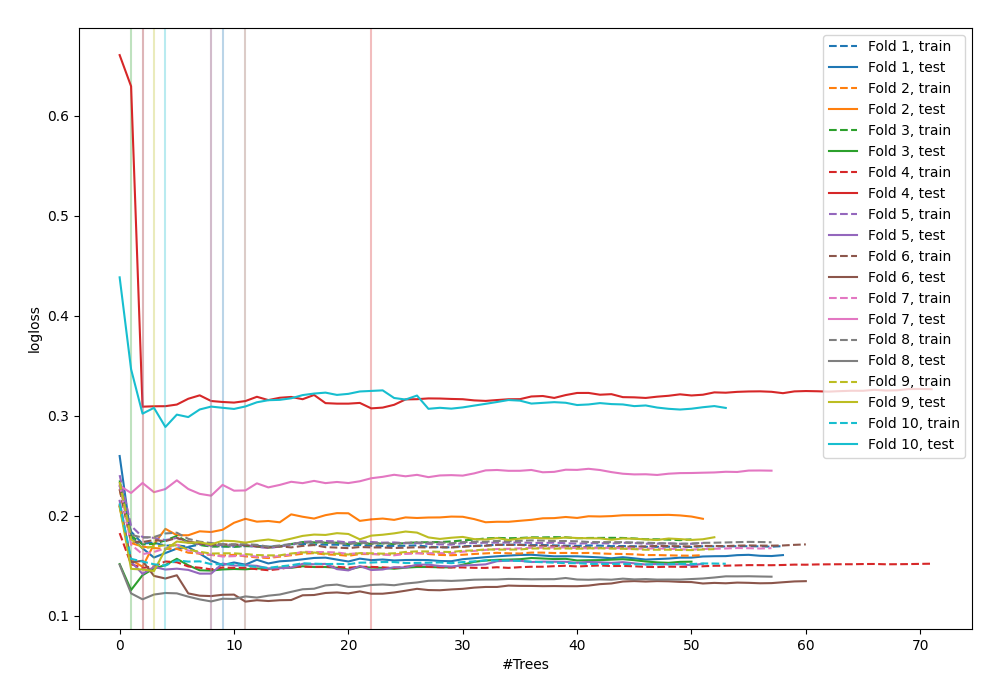 0.6
0.5
0.4
0.3
0.2
0.1
logloss
0 10 20 30 40 50 60 70
#Trees
Fold 1, train
Fold 1, test
Fold 2, train
Fold 2, test
Fold 3, train
Fold 3, test
Fold 4, train
Fold 4, test
Fold 5, train
Fold 5, test
Fold 6, train
Fold 6, test
Fold 7, train
Fold 7, test
Fold 8, train
Fold 8, test
Fold 9, train
Fold 9, test
Fold 10, train
Fold 10, test